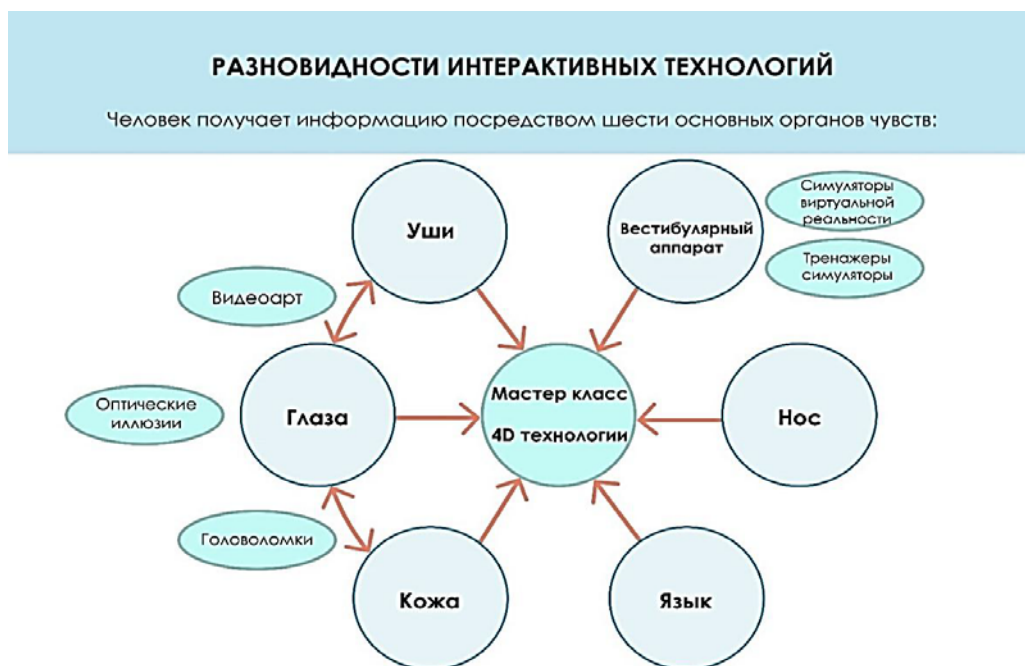 РАЗНОВИДНОСТИ ИНТЕРАКТИВНЫХ ТЕХНОЛОГИЙ
Человек получает информацию посредством шести основных органов чувств:
Уши
Вестибулярный
аппарат
Симуляторы
виртуальной
реальности
Тренажеры
симуляторы
Видеоарт
Оптические
иллюзии
Глаза
Мастер класс
4D технологии
Нос
Головоломки
Кожа
Язык